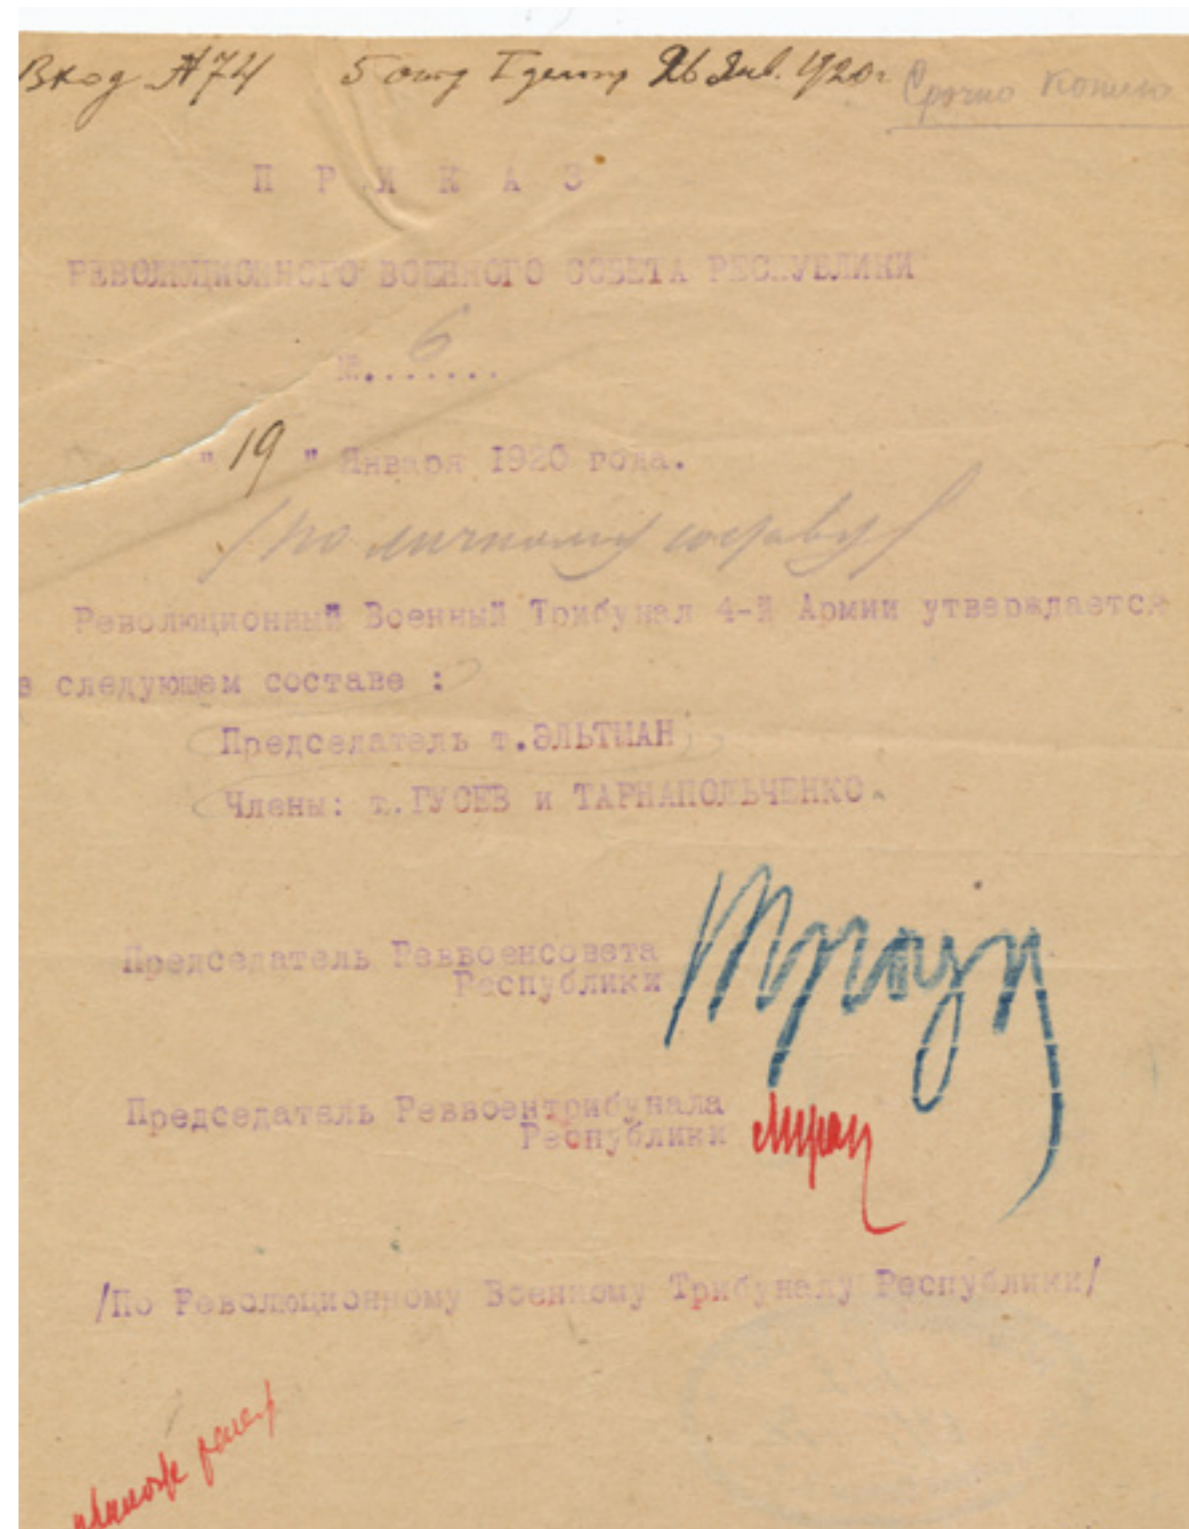 Вход №74 5 отд 26 Янв. 1920г Срочно Копию
ПРИКАЗ
РЕВОЛЮЦИОННОГО ВОЕННОГО СОВЕТА РЕСПУБЛИКИ
№.6......
"19" Января 1920 года.
/по личному составу/
Революционный Военный Трибунал 4-й Армии утверждается
в следующем составе :
Председатель т.ЭЛЬТМАН
Члены: т.ГУСЕВ и ТАРНАПОЛЬЧЕНКО.
Председатель Реввоенсовета
Республики
Председатель Реввоентрибунала
Республики
/По Революционному Военному Трибуналу Республики/